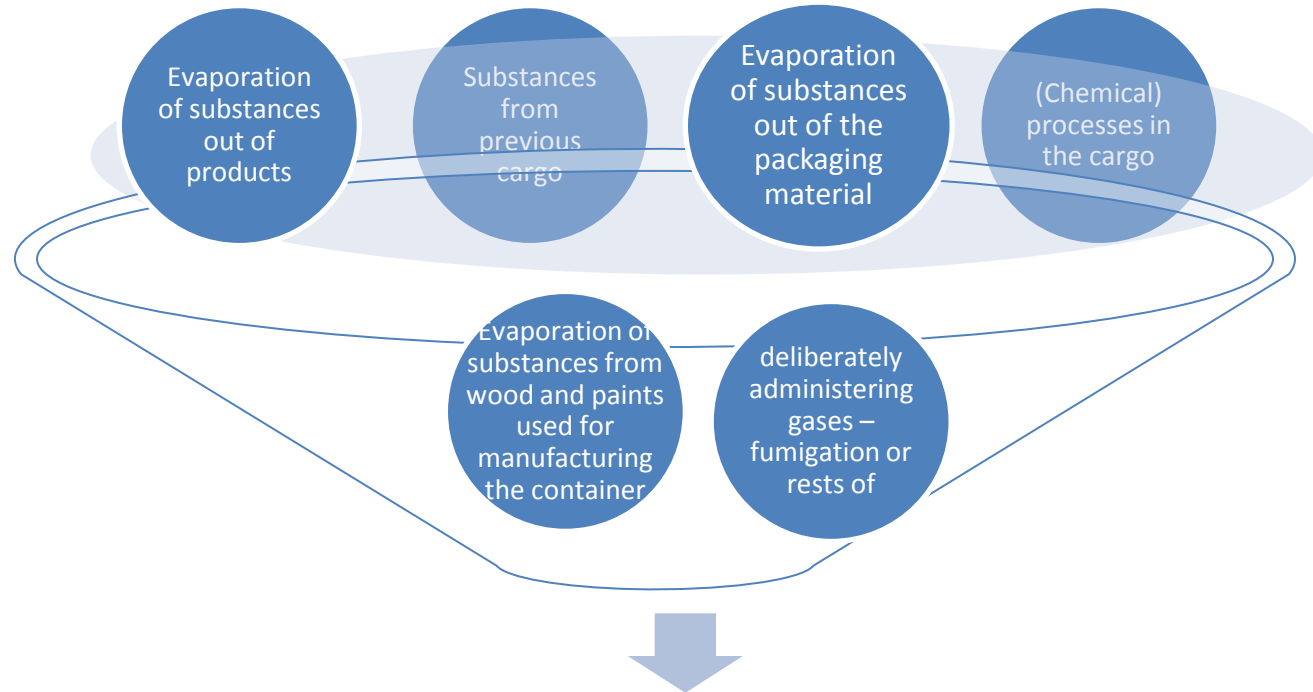 Evaporation
of substances
out of
products
Substances
from
previous
cargo
Evaporation
of substances
out of the
packaging
material
(Chemical)
processes in
the cargo
Evaporation of
substances from
wood and paints
used for
manufacturing
the container
deliberately
administering
gases –
fumigation or
rests of